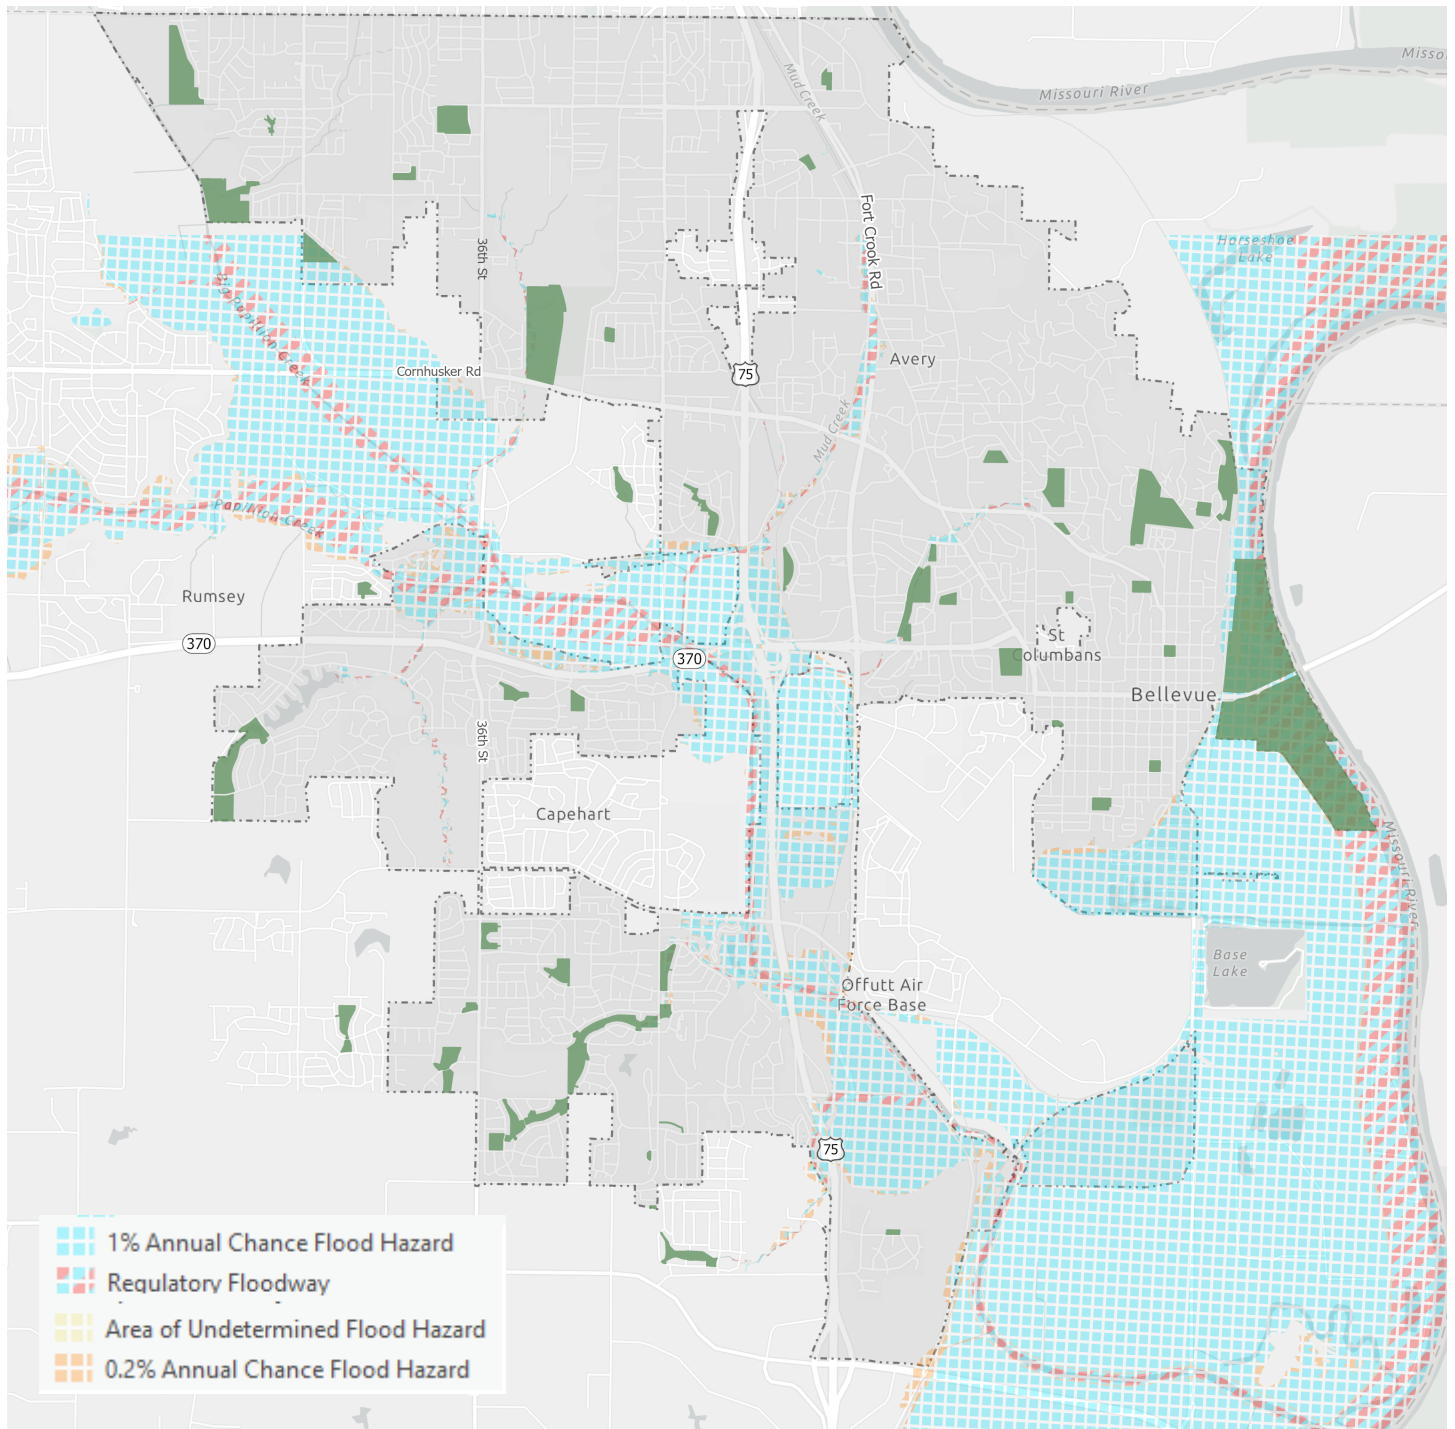 Mud Creek
Missouri River
Misso
Fort Crook Rd
36th St
Horseshoe
Lake
Big Papillion Creek
Avery
Cornhusker Rd
75
Mud Creek
Papillion Creek
Rumsey
370
370
St
Columbans
Bellevue
36th St
Capehart
Missouri River
Base
Lake
Offutt Air
Force Base
75
1% Annual Chance Flood Hazard
Regulatory Floodway
Area of Undetermined Flood Hazard
0.2% Annual Chance Flood Hazard